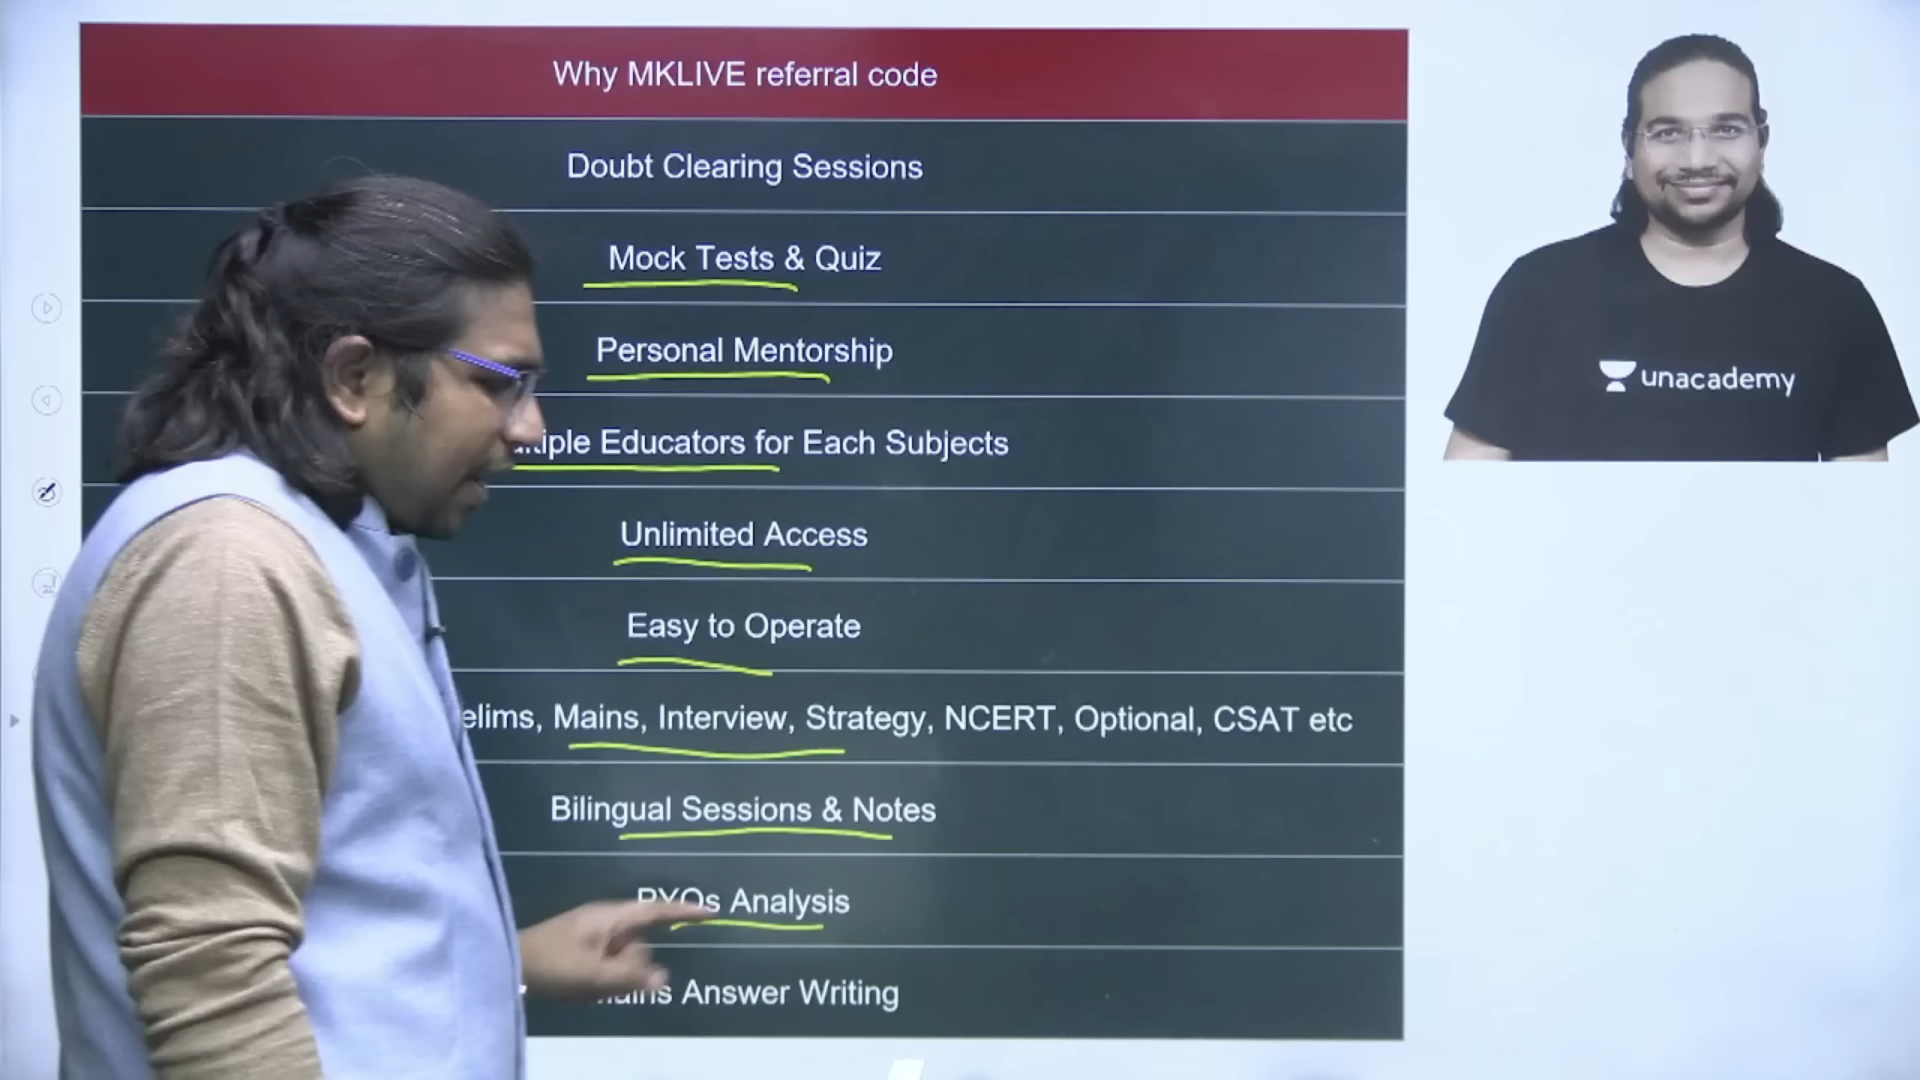 Why MKLIVE referral code
Doubt Clearing Sessions
Mock Tests & Quiz
Personal Mentorship
Educators for Each Subjects
unacademy
Unlimited Access
Easy to Operate
Mains, Interview, Strategy, NCERT, Optional, CSAT etc
Bilingual Sessions & Notes
PYQs Analysis
Answer Writing